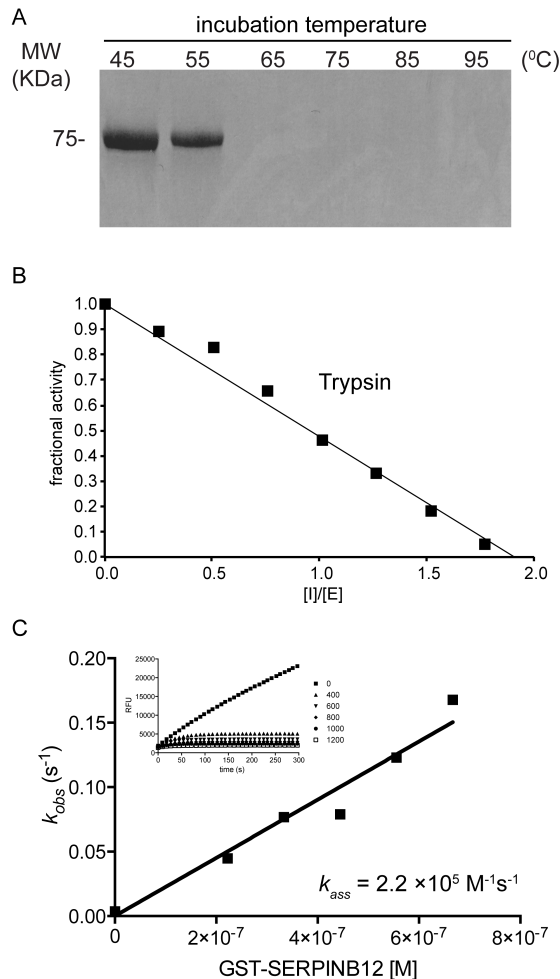 A
incubation temperature
MW
(KDa)
45 55 65 75 85 95 (⁰C)
75-
B
fractional activity
1.0
0.9
0.8
0.7
0.6
0.5
0.4
0.3
0.2
0.1
0.0
Trypsin
0.0 0.5 1.0 1.5 2.0
[I]/[E]
C
k_obs (s⁻¹)
0.20
0.15
0.10
0.05
0.00
RFU
25000
20000
15000
10000
5000
0
0 50 100 150 200 250 300
time (s)
0
400
600
800
1000
1200
k_ass = 2.2 ×10⁵ M⁻¹s⁻¹
0 2×10⁻⁷ 4×10⁻⁷ 6×10⁻⁷ 8×10⁻⁷
GST-SERPINB12 [M]